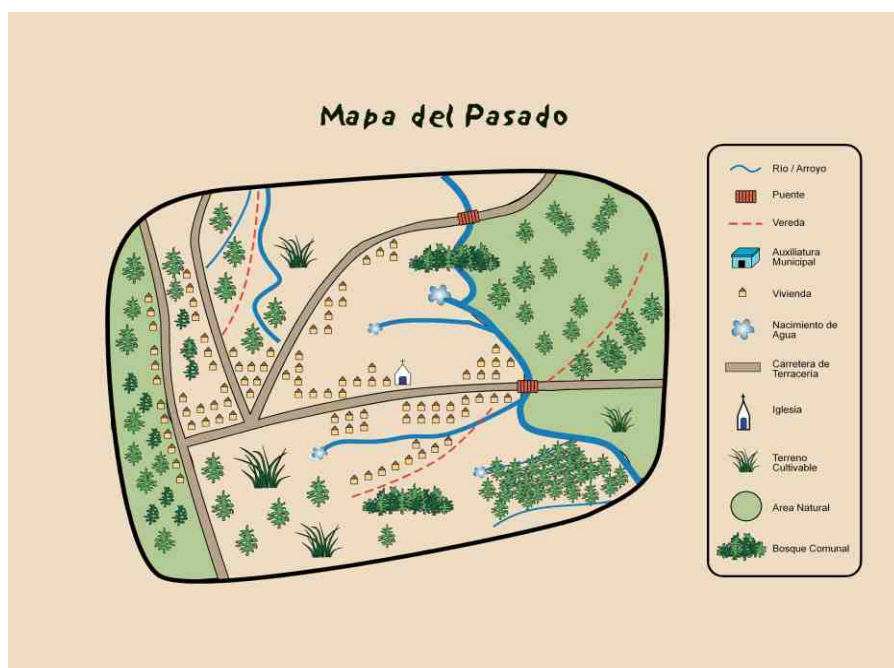 Mapa del Pasado
Rio / Arroyo
Puente
Vereda
Auxiliatura
Municipal
Vivienda
Nacimiento de
Agua
Carretera de
Terracería
Iglesia
Terreno
Cultivable
Area Natural
Bosque Comunal